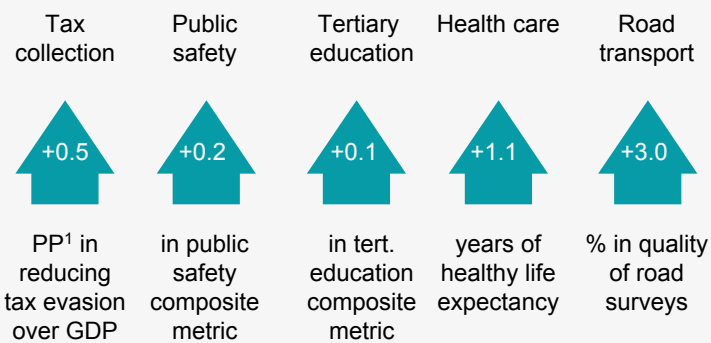 Tax
collection
Public
safety
Tertiary
education
Health care
Road
transport
+0.5
+0.2
+0.1
+1.1
+3.0
PP¹ in
reducing
tax evasion
over GDP
in public
safety
composite
metric
in tert.
education
composite
metric
years of
healthy life
expectancy
% in quality
of road
surveys